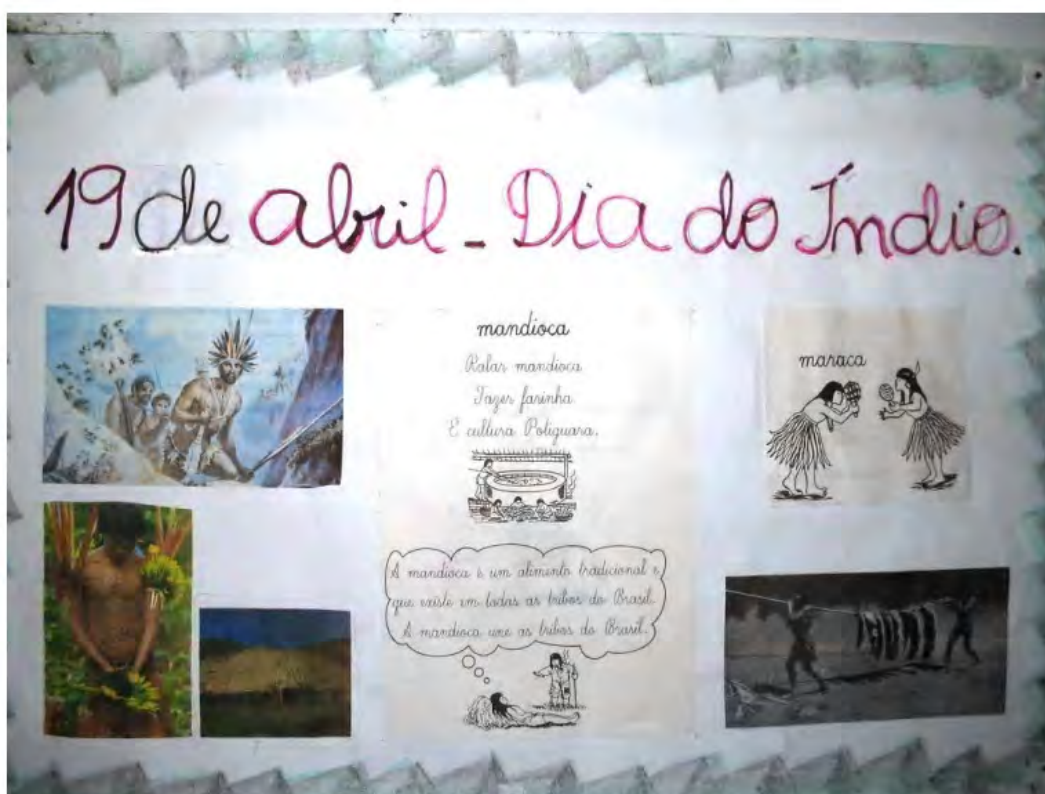 19 de abril - Dia do Índio.
mandioca
Ralar mandioca
Fazer farinha
É cultura Potiguara.
maraca
A mandioca é um alimento tradicional e
que existe em todas as tribos do Brasil.
A mandioca une as tribos do Brasil.